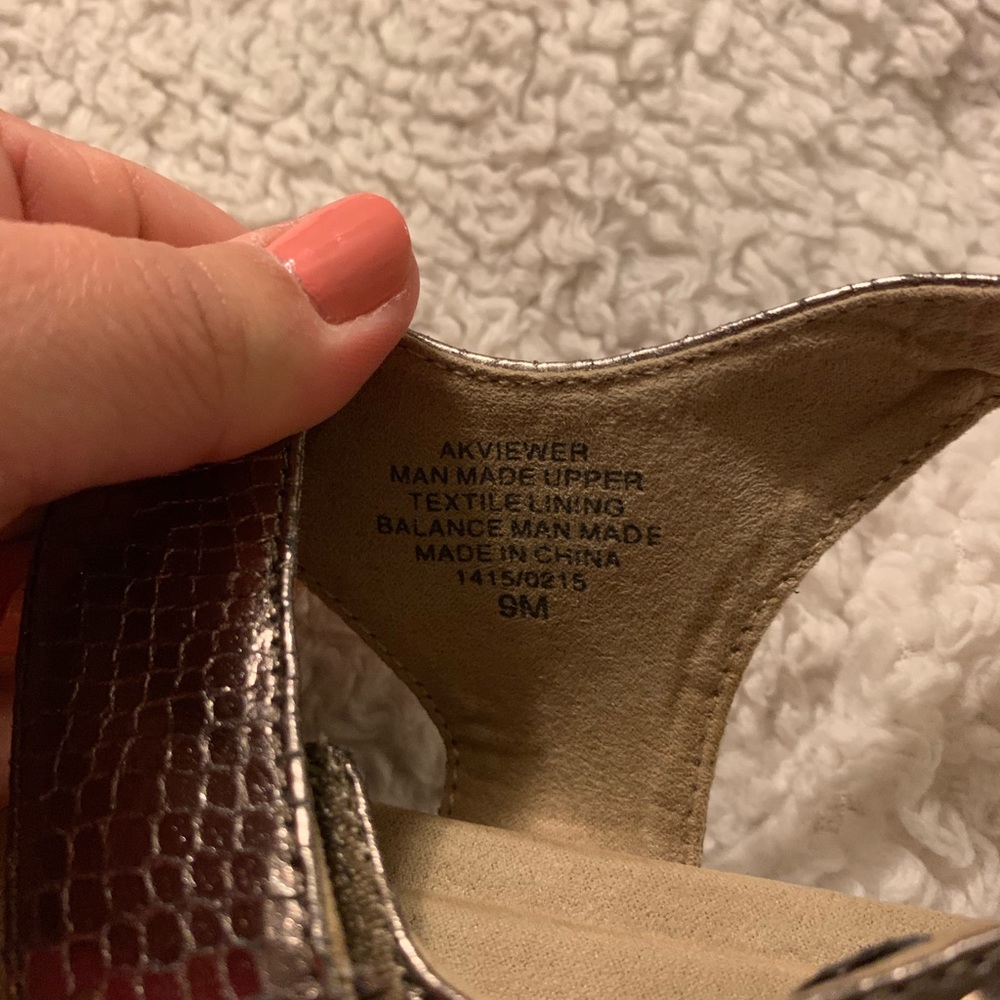 AKVIEWER
MAN MADE UPPER
TEXTILE LINING
BALANCE MAN MADE
MADE IN CHINA
1415/0215
9M